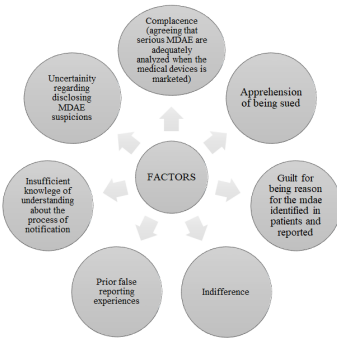 Complacence
(agreeing that
serious MDAE are
adequately
analyzed when the
medical devices is
marketed)
Apprehension
of being sued
Guilt for
being reason
for the mdae
identified in
patients and
reported
Indifference
Prior false
reporting
experiences
Insufficient
knowlege of
understanding
about the
process of
notification
Uncertainity
regarding
disclosing
MDAE
suspicions
FACTORS